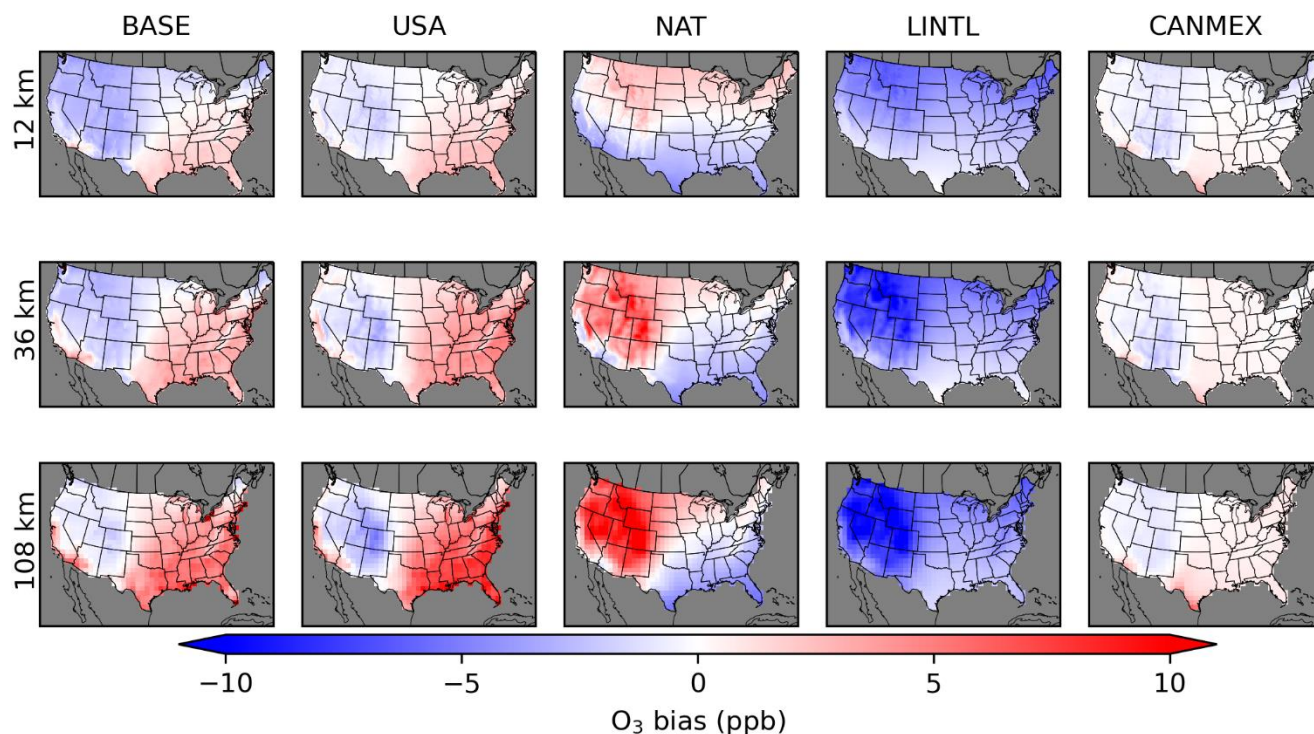 BASE USA NAT LINTL CANMEX
12 km
36 km
108 km
−10 −5 0 5 10
O₃ bias (ppb)